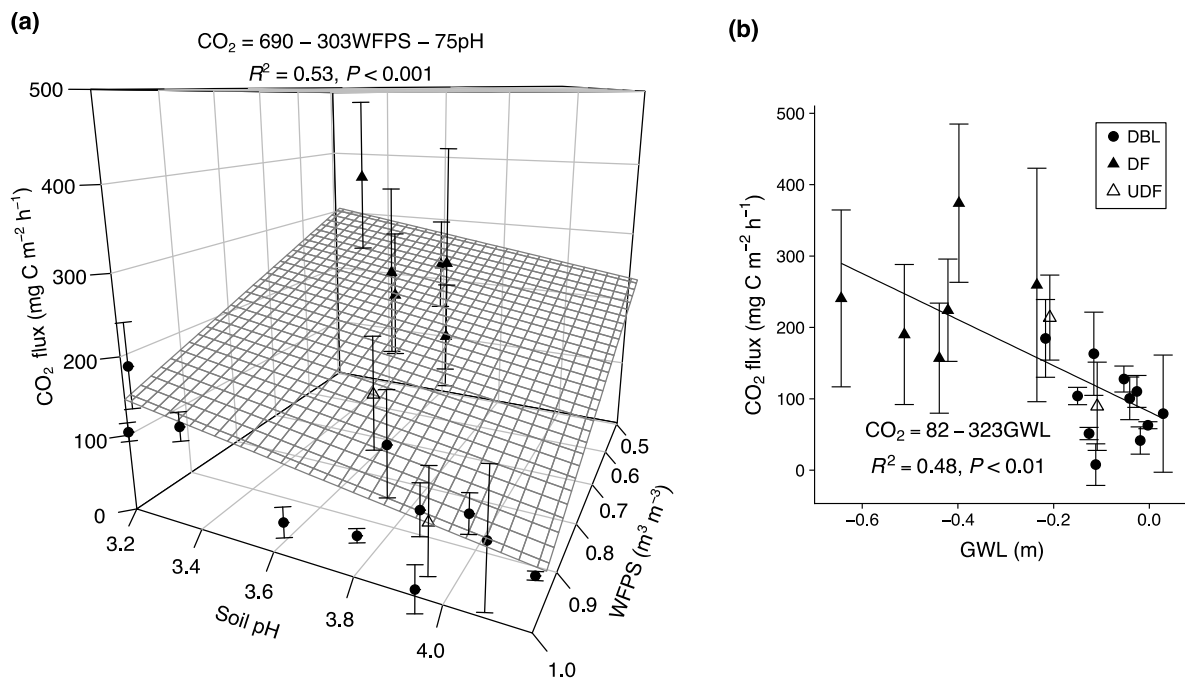 (a)
CO₂ = 690 – 303WFPS – 75pH
R² = 0.53, P < 0.001
500
400
300
200
100
0
CO₂ flux (mg C m⁻² h⁻¹)
3.2
3.4
3.6
3.8
4.0
Soil pH
0.5
0.6
0.7
0.8
0.9
1.0
WFPS (m³ m⁻³)
(b)
500
400
300
200
100
0
CO₂ flux (mg C m⁻² h⁻¹)
DBL
DF
UDF
CO₂ = 82 – 323GWL
R² = 0.48, P < 0.01
−0.6 −0.4 −0.2 0.0
GWL (m)